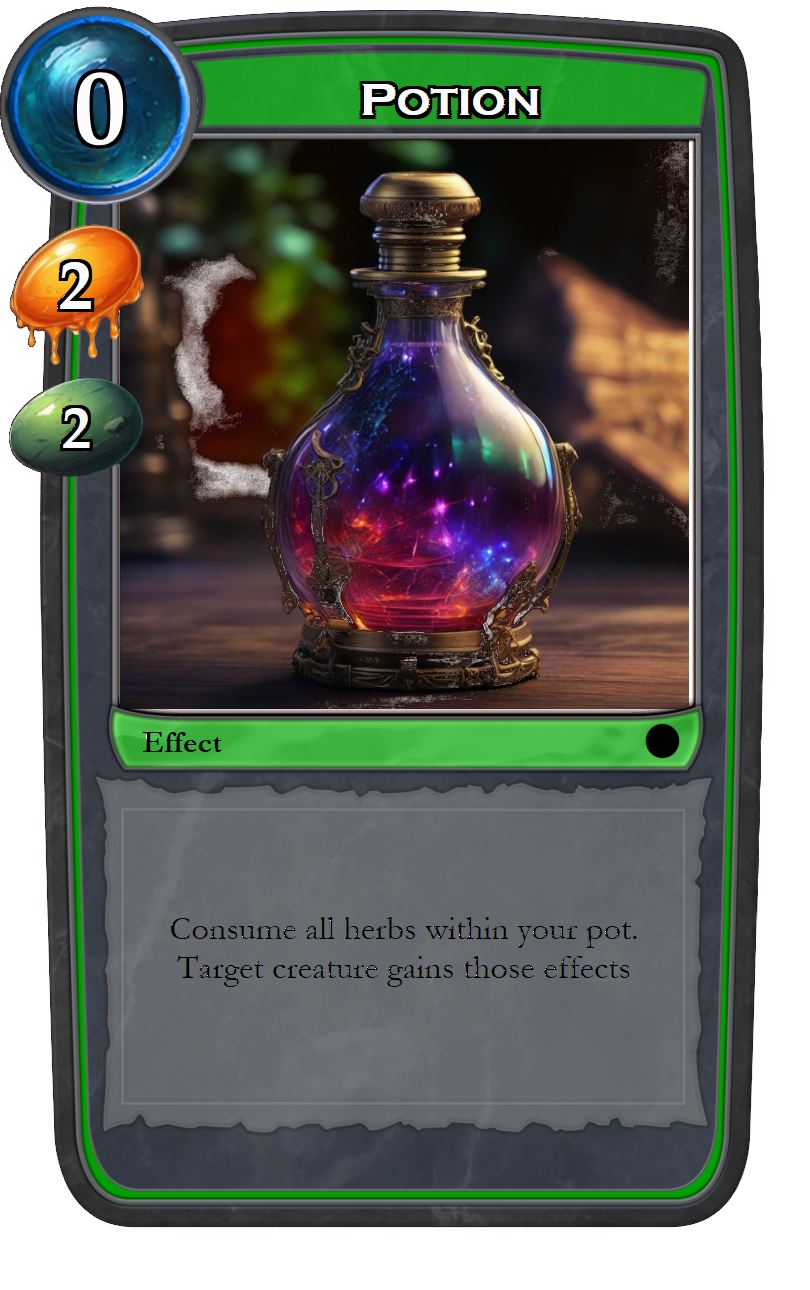 0
Potion
2
2
Effect
Consume all herbs within your pot.
Target creature gains those effects